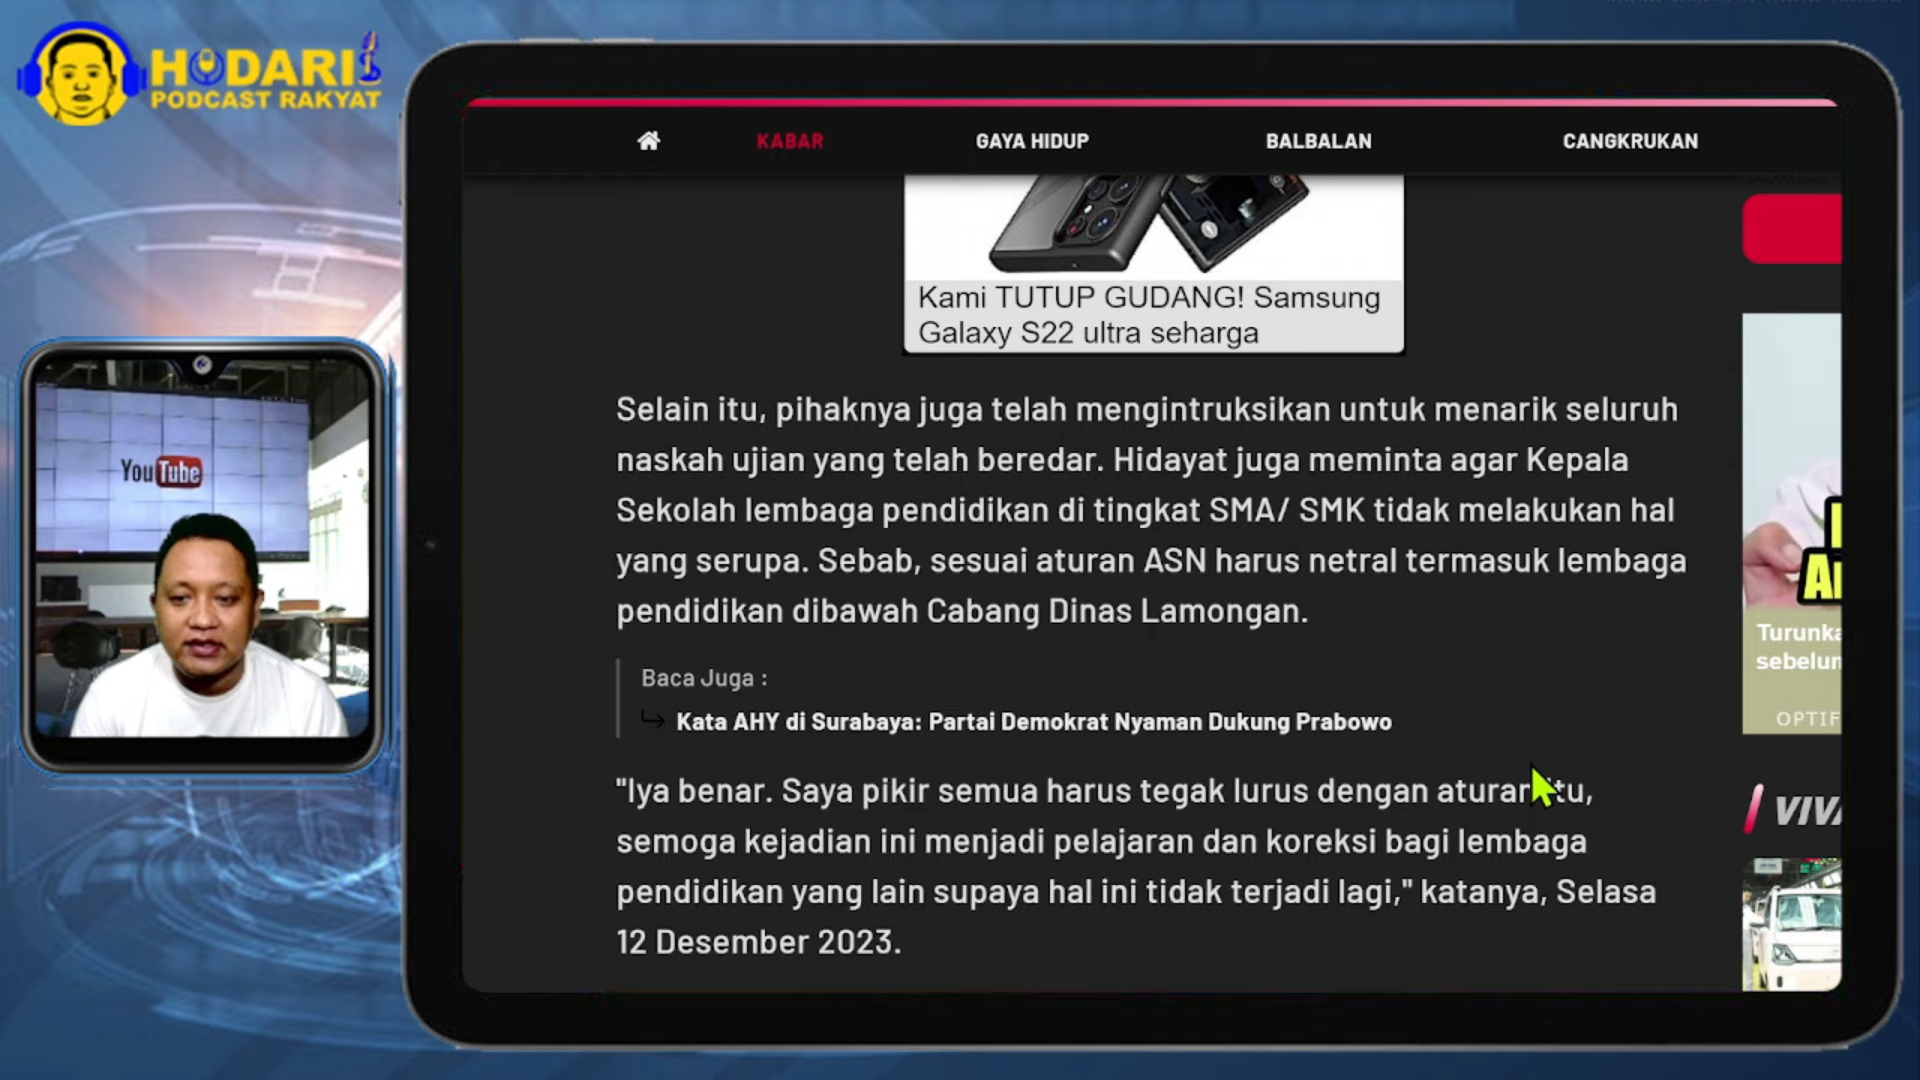 HODARI
PODCAST RAKYAT
KABAR
GAYA HIDUP
BALBALAN
CANGKRUKAN
Kami TUTUP GUDANG! Samsung
Galaxy S22 ultra seharga
Selain itu, pihaknya juga telah mengintruksikan untuk menarik seluruh
naskah ujian yang telah beredar. Hidayat juga meminta agar Kepala
Sekolah lembaga pendidikan di tingkat SMA/ SMK tidak melakukan hal
yang serupa. Sebab, sesuai aturan ASN harus netral termasuk lembaga
pendidikan dibawah Cabang Dinas Lamongan.
Baca Juga :
Kata AHY di Surabaya: Partai Demokrat Nyaman Dukung Prabowo
"Iya benar. Saya pikir semua harus tegak lurus dengan aturan itu,
semoga kejadian ini menjadi pelajaran dan koreksi bagi lembaga
pendidikan yang lain supaya hal ini tidak terjadi lagi," katanya, Selasa
12 Desember 2023.
YouTube
Turunka
sebelun
OPTIF
VIVA